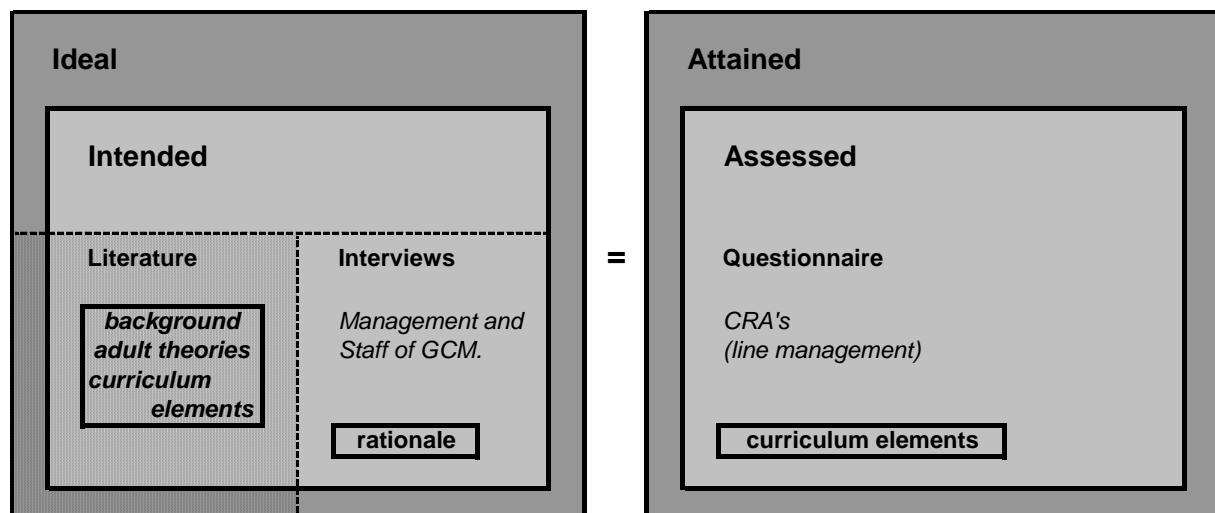 Ideal
Intended
Literature
background
adult theories
curriculum
elements
Interviews
Management and
Staff of GCM.
rationale
=
Attained
Assessed
Questionnaire
CRA's
(line management)
curriculum elements